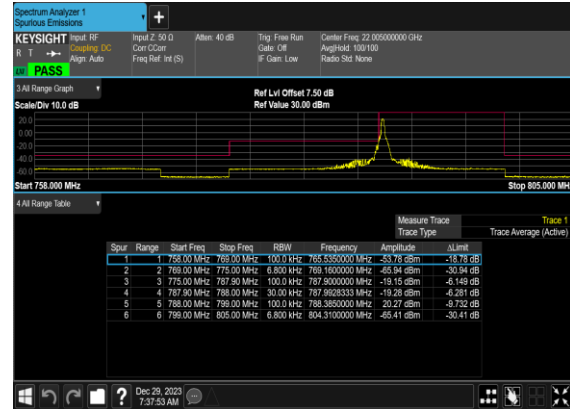 Spectrum Analyzer 1
Spurious Emissions
+
KEYSIGHT Input: RF Input Z: 50 Ω Atten: 40 dB Trig: Free Run Center Freq: 22.005000000 GHz
R T Coupling: DC Corr CCorr Gate: Off Avg|Hold: 100/100
Align: Auto Freq Ref: Int (S) IF Gain: Low Radio Std: None
PASS
3 All Range Graph
Ref Lvl Offset 7.50 dB
Scale/Div 10.0 dB Ref Value 30.00 dBm
20.0
0.00
-20.0
-40.0
-60.0
Start 758.000 MHz Stop 805.000 MH
4 All Range Table
Measure Trace Trace 1
Trace Type Trace Average (Active)
Spur Range Start Freq Stop Freq RBW Frequency Amplitude ΔLimit
1 1 758.00 MHz 769.00 MHz 100.0 kHz 765.5350000 MHz -53.78 dBm -18.78 dB
2 2 769.00 MHz 775.00 MHz 6.800 kHz 769.1600000 MHz -65.94 dBm -30.94 dB
3 3 775.00 MHz 787.90 MHz 100.0 kHz 787.9000000 MHz -19.15 dBm -6.149 dB
4 4 787.90 MHz 788.00 MHz 30.00 kHz 787.9928333 MHz -19.28 dBm -6.281 dB
5 5 788.00 MHz 799.00 MHz 100.0 kHz 788.3850000 MHz 20.27 dBm -9.732 dB
6 6 799.00 MHz 805.00 MHz 6.800 kHz 804.3100000 MHz -65.41 dBm -30.41 dB
? Dec 29, 2023
7:37:53 AM